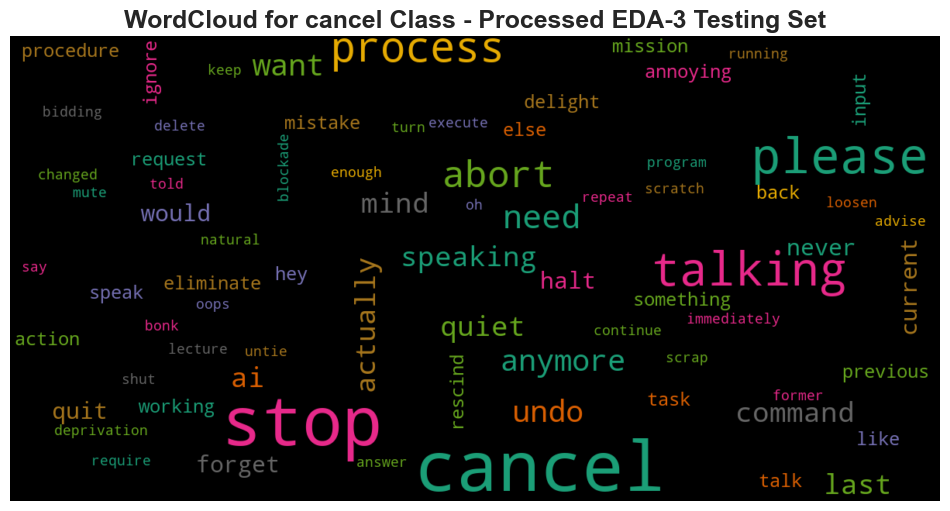 WordCloud for cancel Class - Processed EDA-3 Testing Set
procedure
ignore
keep
want
process
mission
annoying
running
input
bidding
delete
mistake
turn
execute
delight
else
please
changed
mute
request
told
blockade
enough
abort
program
scratch
back
loosen
would
mind
oh
need
repeat
advise
natural
never
say
speak
eliminate
hey
actually
speaking
halt
talking
current
oops
something
bonk
quiet
continue
immediately
action
lecture
untie
anymore
scrap
previous
shut
ai
rescind
former
quit
working
stop
undo
task
command
deprivation
like
require
forget
answer
cancel
talk
last